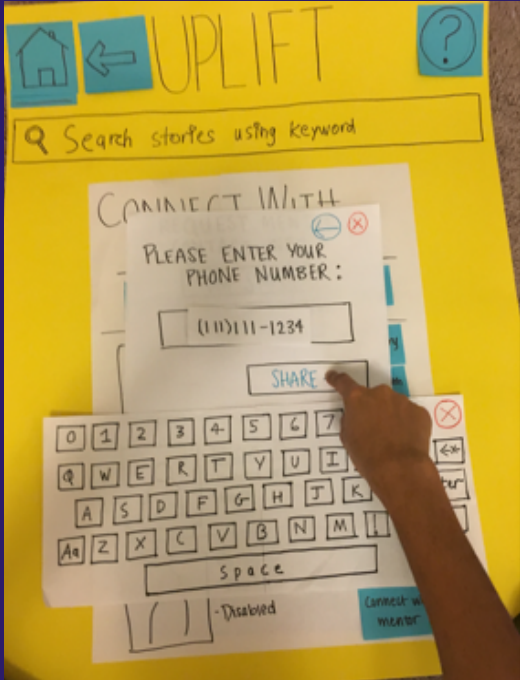 UPLIFT
?
Search stories using keyword
CONNECT WITH
PLEASE ENTER YOUR
PHONE NUMBER:
(111)111-1234
SHARE
0 1 2 3 4 5 6 7
Q W E R T Y U I
A S D F G H J K
Aa Z X C V B N M
Space
-Disabled
Connect
mentor